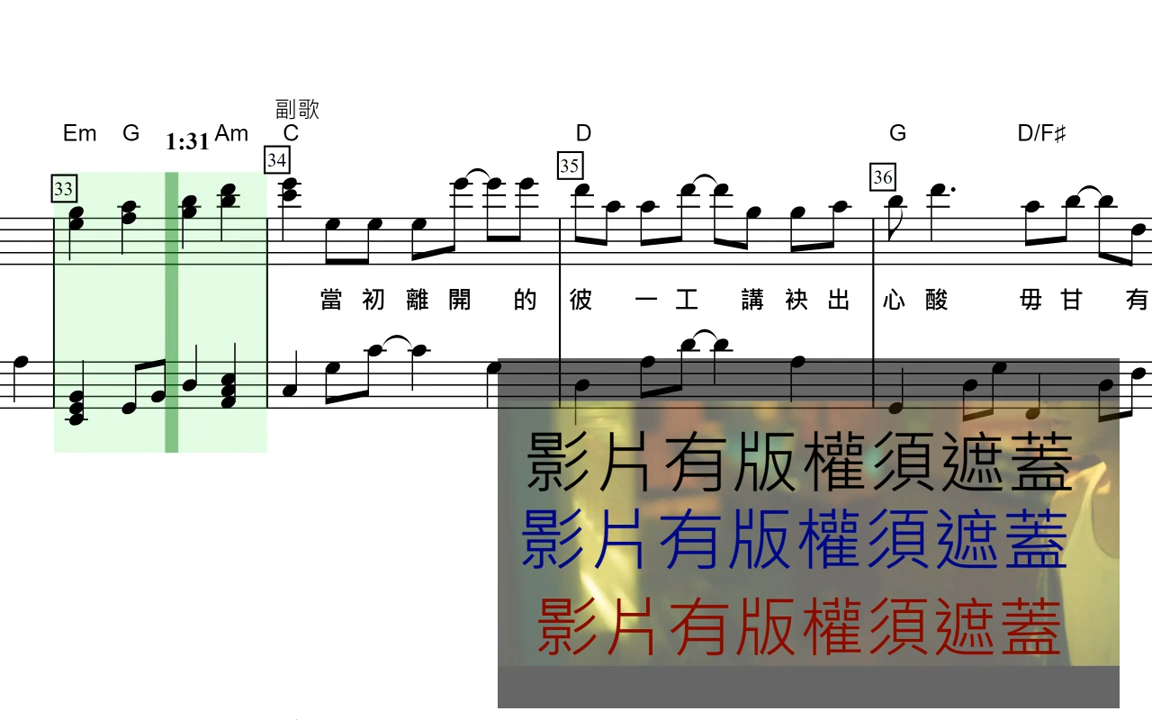 副歌
Em G 1:31 Am C D G D/F♯
33 34 35 36
當初離開 的彼 一工 講袂出心酸 毋甘 有
影片有版權須遮蓋
影片有版權須遮蓋
影片有版權須遮蓋